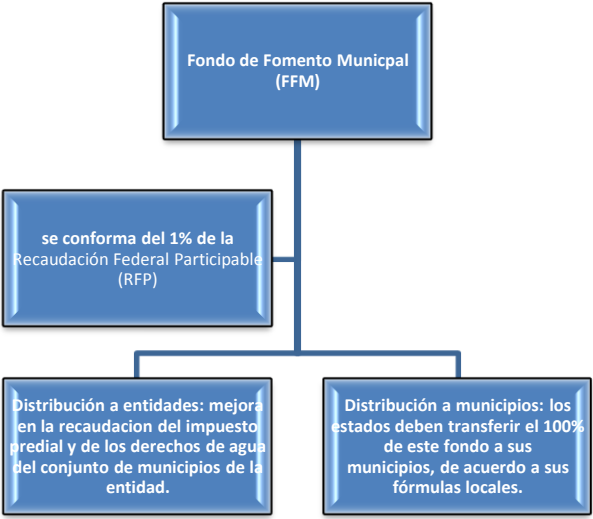 Fondo de Fomento Municpal
(FFM)
se conforma del 1% de la
Recaudación Federal Participable
(RFP)
Distribución a entidades: mejora
en la recaudacion del impuesto
predial y de los derechos de agua
del conjunto de municipios de la
entidad.
Distribución a municipios: los
estados deben transferir el 100%
de este fondo a sus
municipios, de acuerdo a sus
fórmulas locales.